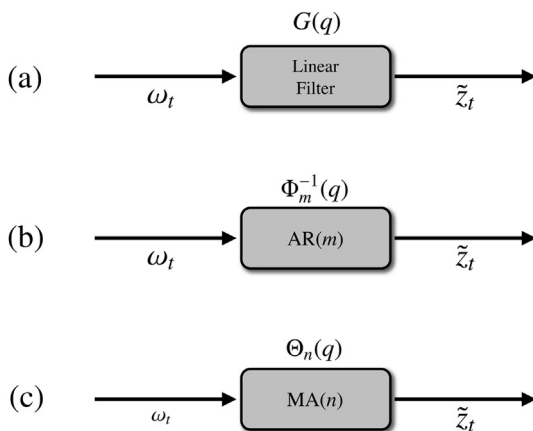 G(q)
(a)
Linear
Filter
ω_t
z̃_t
Φ_m^{-1}(q)
(b)
AR(m)
ω_t
z̃_t
Θ_n(q)
(c)
MA(n)
ω_t
z̃_t